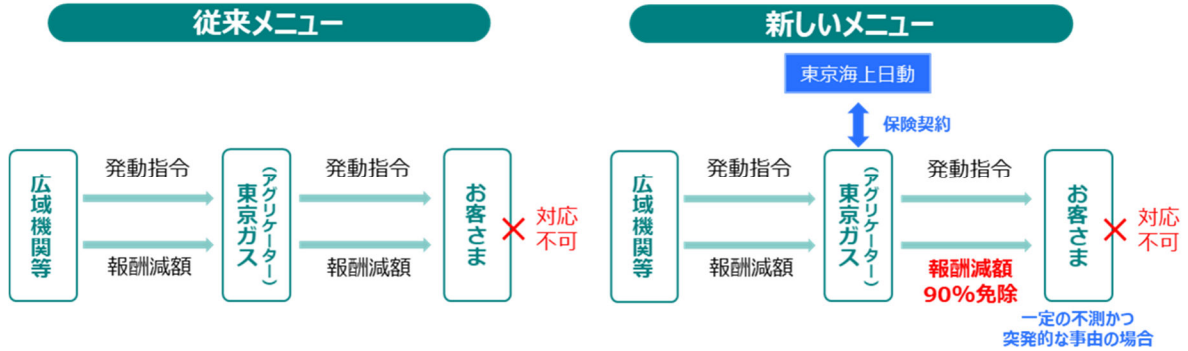 従来メニュー
広域機関等
発動指令
報酬減額
東京ガス
(アグリケーター)
発動指令
報酬減額
お客さま
対応
不可
新しいメニュー
東京海上日動
保険契約
広域機関等
発動指令
報酬減額
東京ガス
(アグリケーター)
発動指令
報酬減額
90%免除
お客さま
対応
不可
一定の不測かつ
突発的な事由の場合